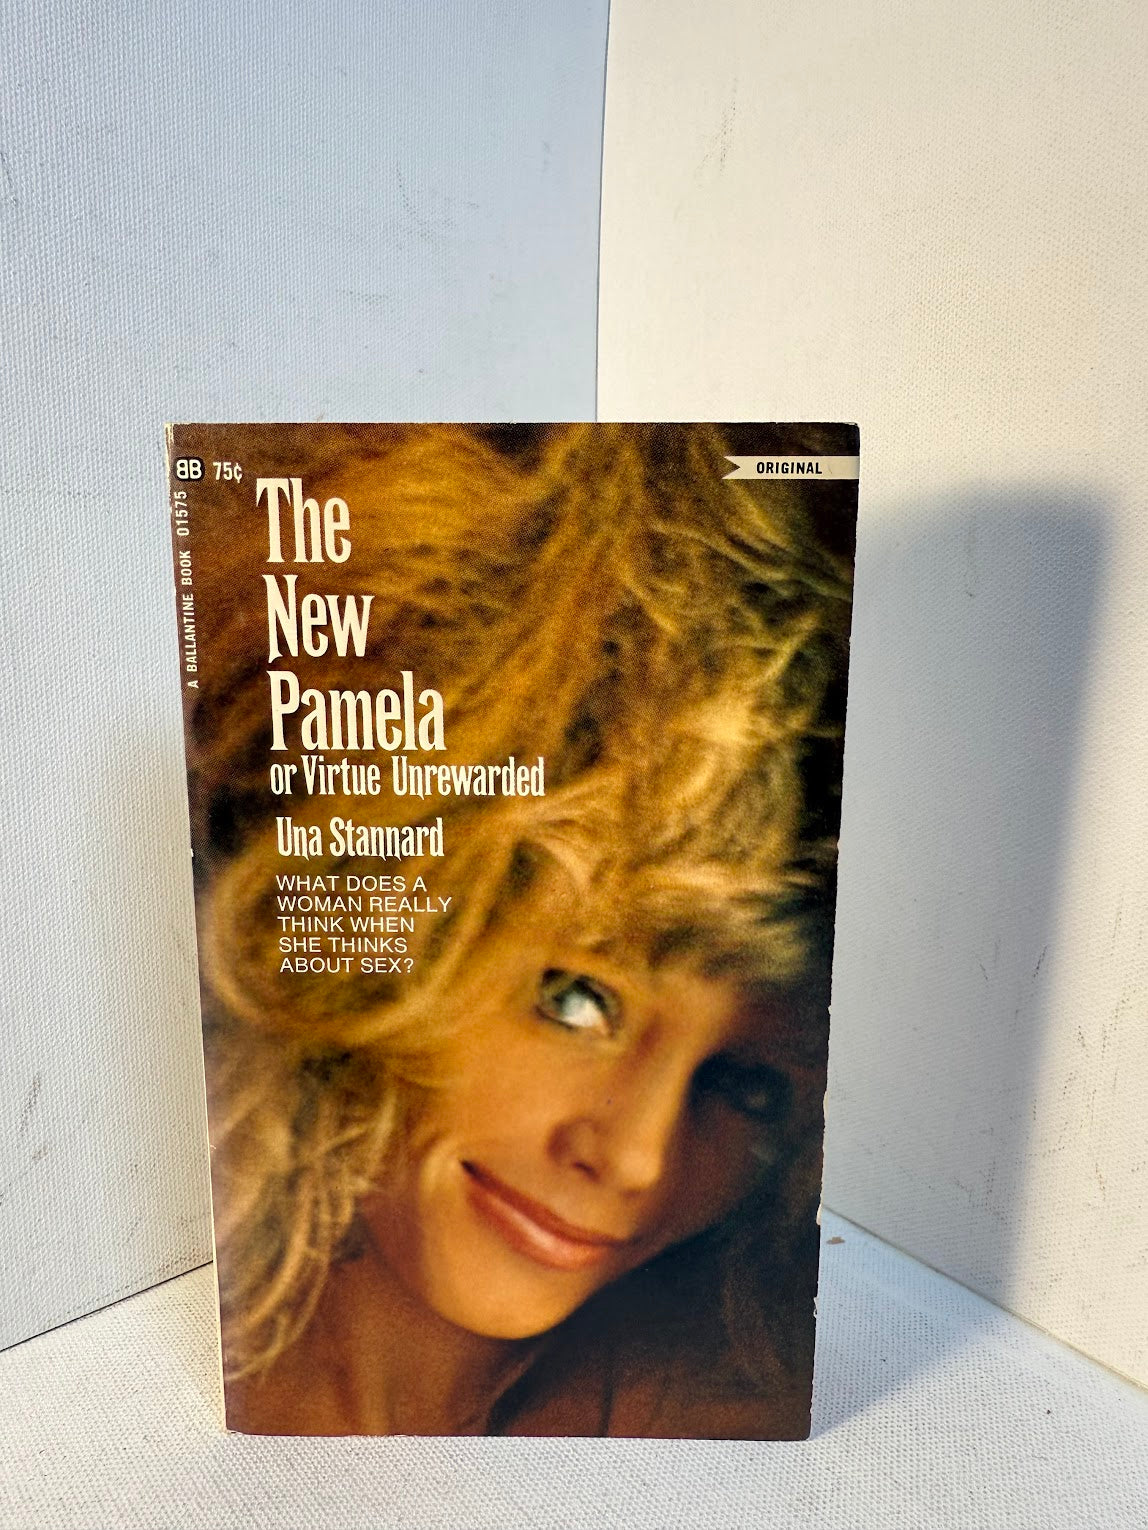 BB 75¢
ORIGINAL
A BALLANTINE BOOK 01575
The
New
Pamela
or Virtue Unrewarded
Una Stannard
WHAT DOES A
WOMAN REALLY
THINK WHEN
SHE THINKS
ABOUT SEX?